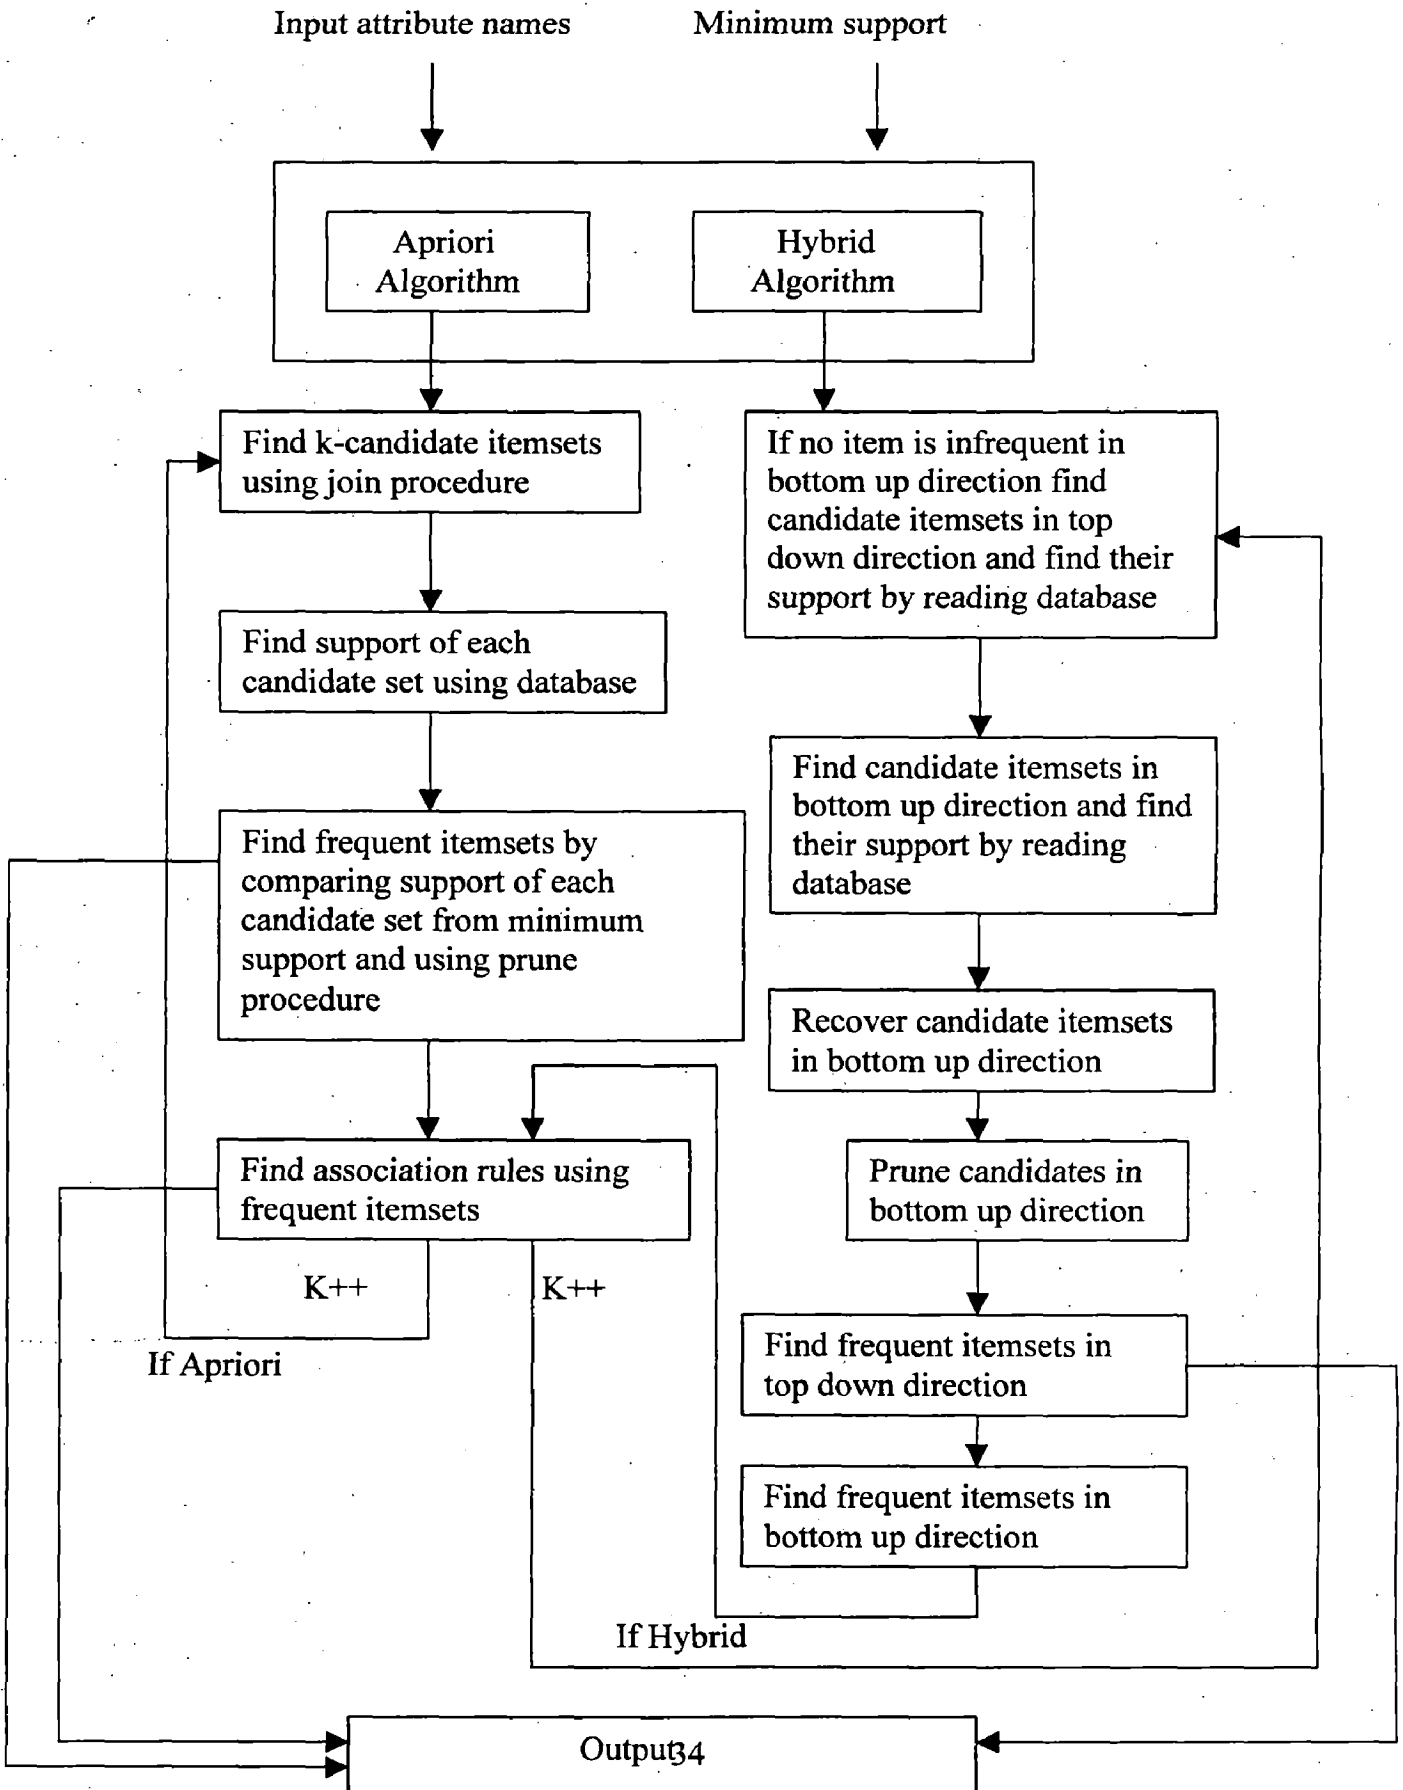 Input attribute names
Minimum support
Apriori
Algorithm
Hybrid
Algorithm
Find k-candidate itemsets
using join procedure
If no item is infrequent in
bottom up direction find
candidate itemsets in top
down direction and find their
support by reading database
Find support of each
candidate set using database
Find candidate itemsets in
bottom up direction and find
their support by reading
database
Find frequent itemsets by
comparing support of each
candidate set from minimum
support and using prune
procedure
Recover candidate itemsets
in bottom up direction
Find association rules using
frequent itemsets
Prune candidates in
bottom up direction
K++
K++
If Apriori
Find frequent itemsets in
top down direction
Find frequent itemsets in
bottom up direction
If Hybrid
Output34